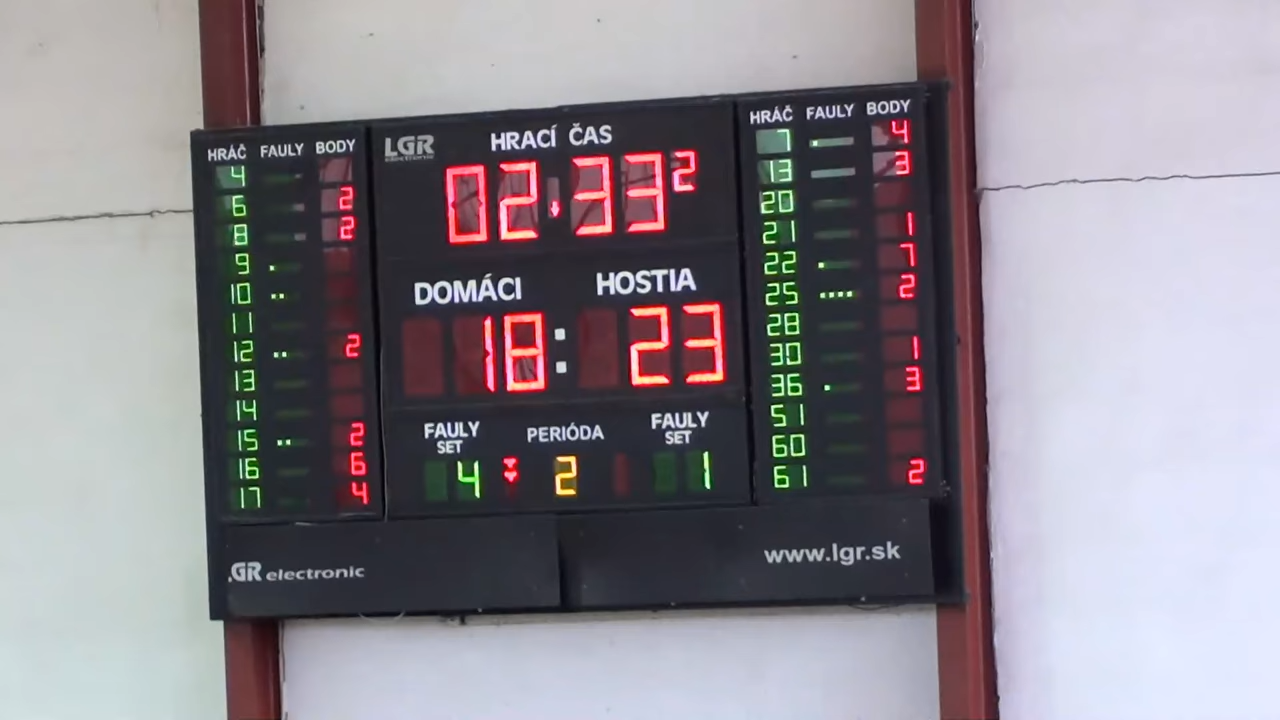 HRÁČ FAULY BODY
4
6 2
8 2
9
10
11
12 2
13
14
15 2
16 6
17 4
LGR
electronic
HRACÍ ČAS
02 33 2
DOMÁCI HOSTIA
18:23
FAULY SET PERIÓDA FAULY SET
4 2 1
HRÁČ FAULY BODY
7 4
13 3
20
21 1
22 7
25 2
28
30 1
36 3
51
60
61 2
.GR electronic
www.lgr.sk